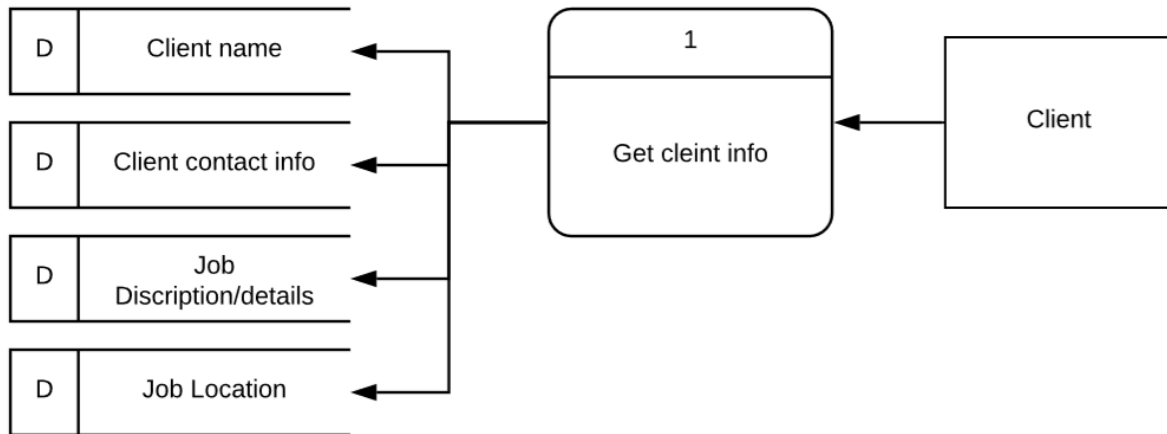 D
Client name
D
Client contact info
D
Job
Discription/details
D
Job Location
1
Get cleint info
Client